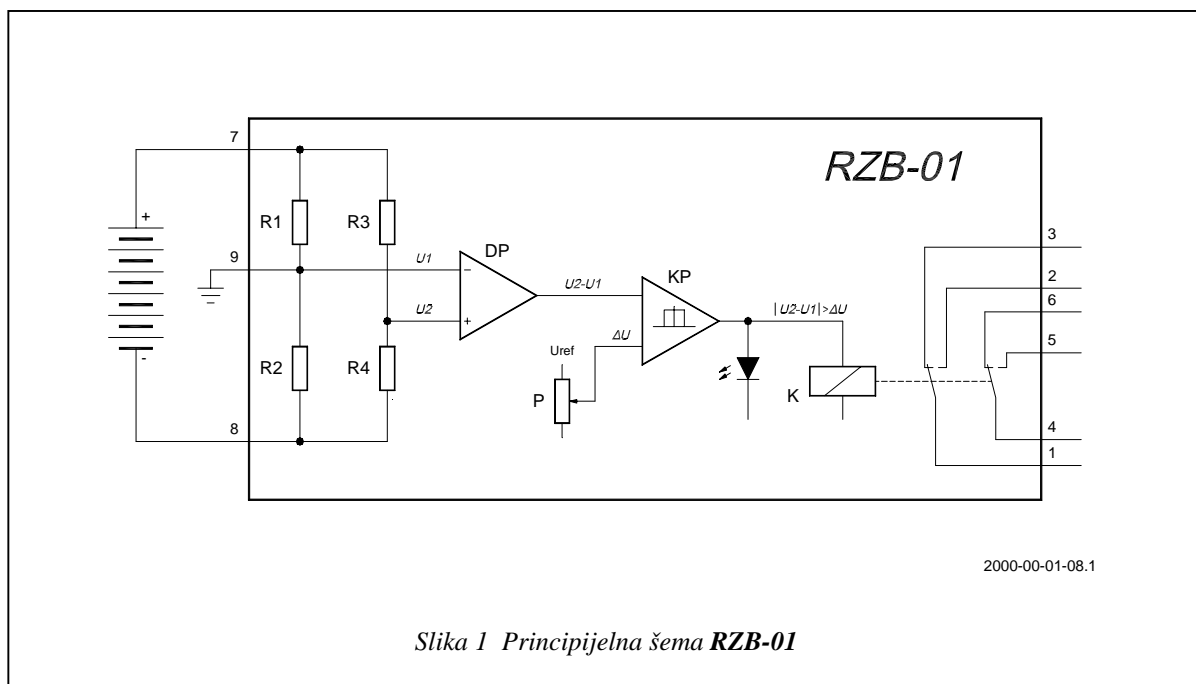 RZB-01
7
+
R1
R3
DP
3
9
U1
−
KP
2
U2-U1
|U2-U1|>ΔU
6
U2
+
ΔU
5
-
R2
R4
Uref
P
K
4
8
1
2000-00-01-08.1
Slika 1 Principijelna šema RZB-01